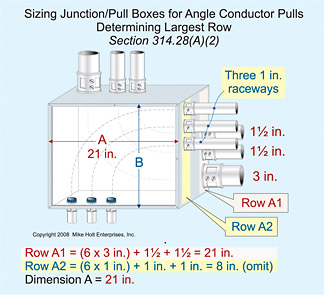 Sizing Junction/Pull Boxes for Angle Conductor Pulls
Determining Largest Row
Section 314.28(A)(2)
Three 1 in.
raceways
A
21 in.
B
1½ in.
1½ in.
3 in.
Row A1
Row A2
Copyright 2008 Mike Holt Enterprises, Inc.
Row A1 = (6 x 3 in.) + 1½ + 1½ = 21 in.
Row A2 = (6 x 1 in.) + 1 in. + 1 in. = 8 in. (omit)
Dimension A = 21 in.